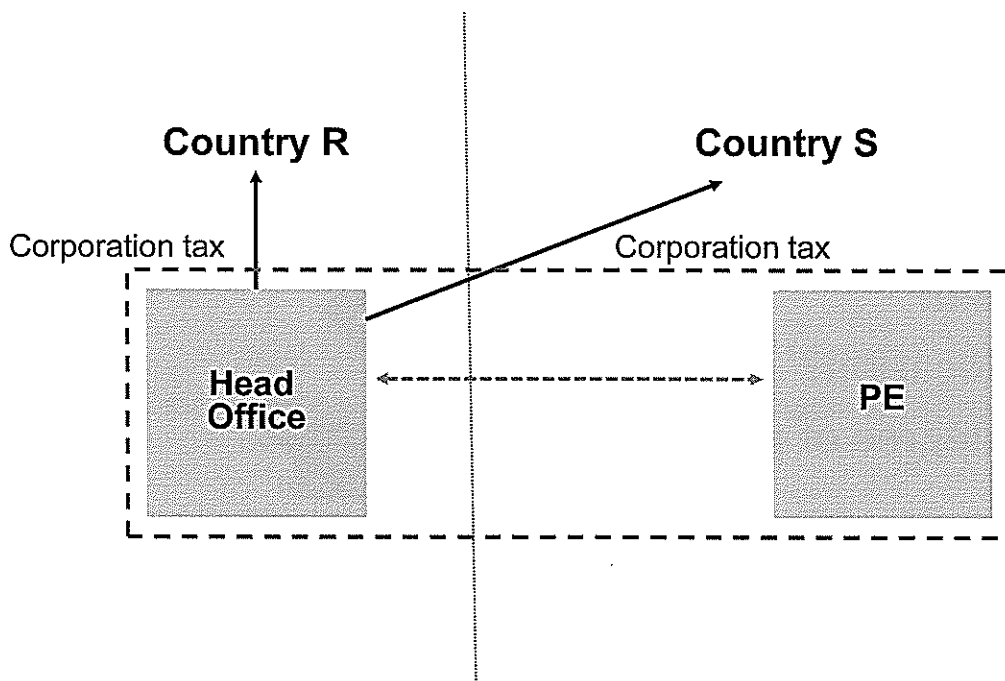 Country R
Country S
Corporation tax
Corporation tax
Head
Office
PE